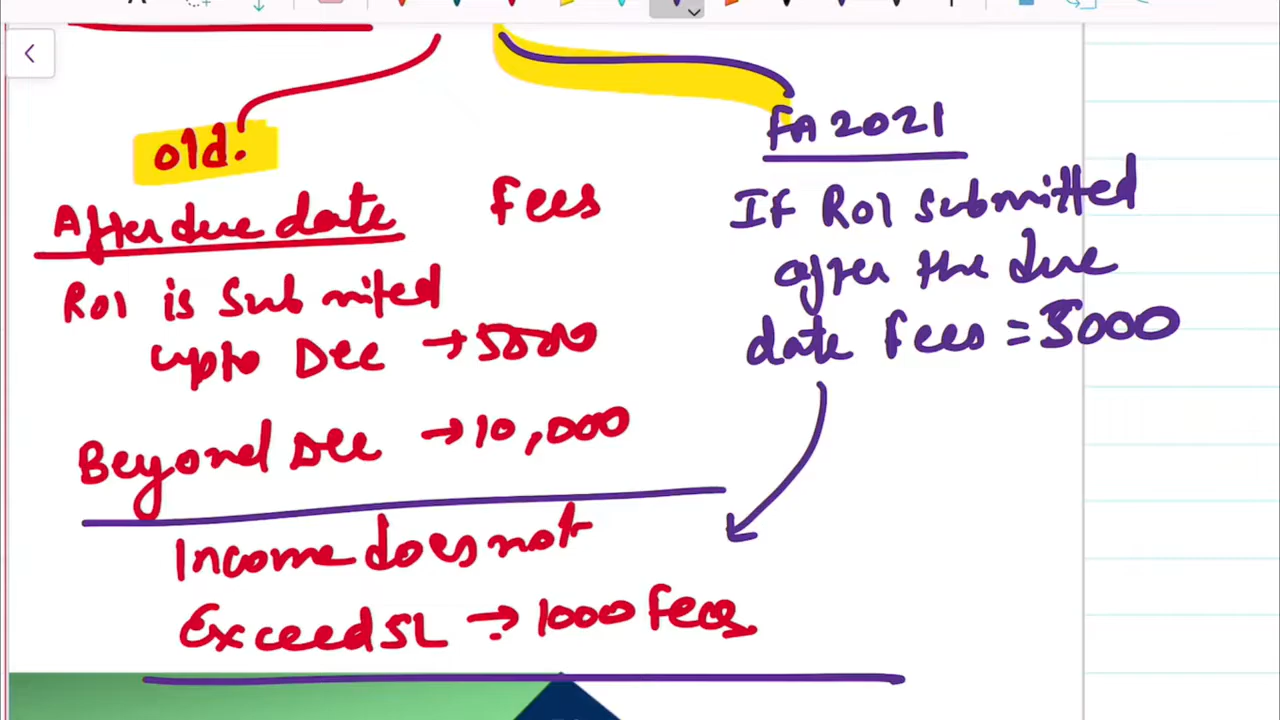 old.
After due date Fees
ROI is Submited
upto Dec → 5000
Beyond Dec → 10,000
Income does not
Exceed 5L → 1000 Fees
FA 2021
If ROI submitted
after the due
date fees = 5000